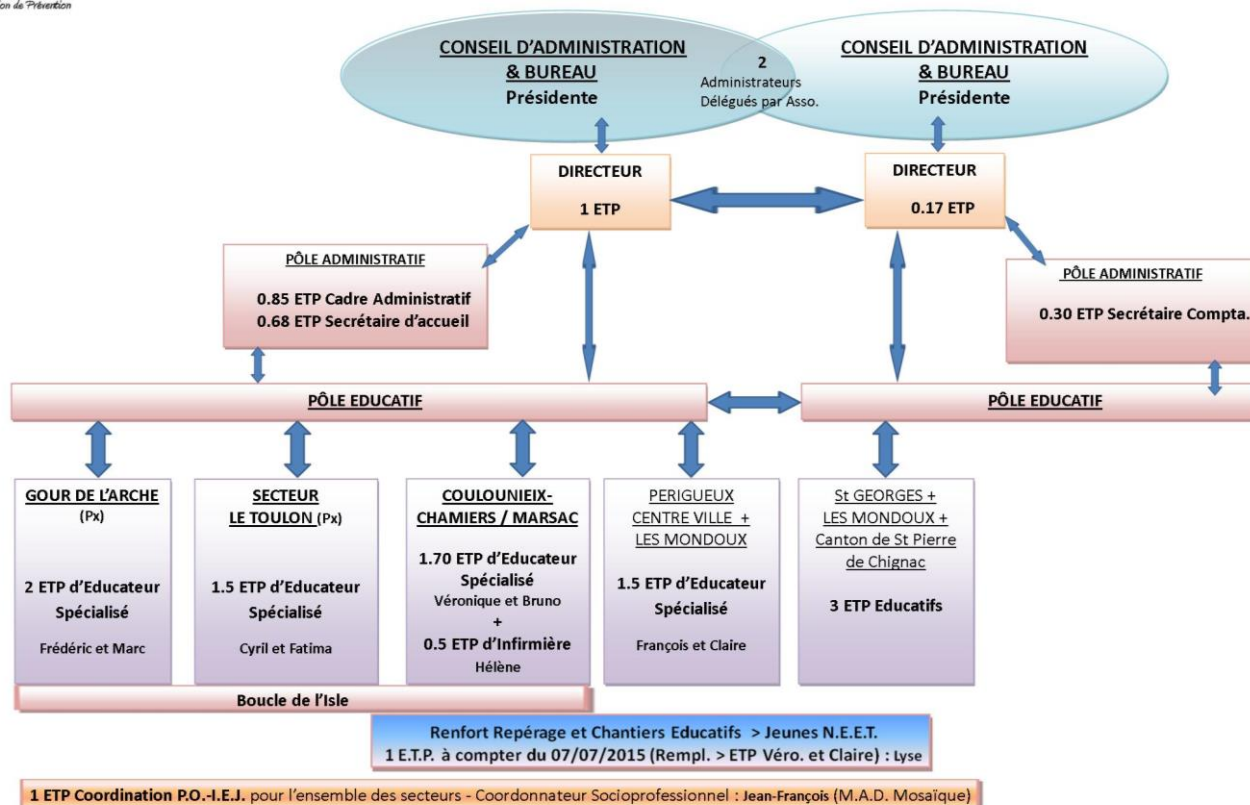 on de Prévention
CONSEIL D'ADMINISTRATION
& BUREAU
Présidente
2
Administrateurs
Délégués par Asso.
CONSEIL D'ADMINISTRATION
& BUREAU
Présidente
DIRECTEUR
1 ETP
DIRECTEUR
0.17 ETP
PÔLE ADMINISTRATIF
0.85 ETP Cadre Administratif
0.68 ETP Secrétaire d'accueil
PÔLE ADMINISTRATIF
0.30 ETP Secrétaire Compta.
PÔLE EDUCATIF
PÔLE EDUCATIF
GOUR DE L'ARCHE
(Px)
2 ETP d'Educateur
Spécialisé
Frédéric et Marc
SECTEUR
LE TOULON (Px)
1.5 ETP d'Educateur
Spécialisé
Cyril et Fatima
COULOUNIEIX-
CHAMIERS / MARSAC
1.70 ETP d'Educateur
Spécialisé
Véronique et Bruno
+
0.5 ETP d'Infirmière
Hélène
PERIGUEUX
CENTRE VILLE +
LES MONDOUX
1.5 ETP d'Educateur
Spécialisé
François et Claire
St GEORGES +
LES MONDOUX +
Canton de St Pierre
de Chignac
3 ETP Educatifs
Boucle de l'Isle
Renfort Repérage et Chantiers Educatifs > Jeunes N.E.E.T.
1 E.T.P. à compter du 07/07/2015 (Rempl. > ETP Véro. et Claire) : Lyse
1 ETP Coordination P.O.-I.E.J. pour l'ensemble des secteurs - Coordonnateur Socioprofessionnel : Jean-François (M.A.D. Mosaïque)